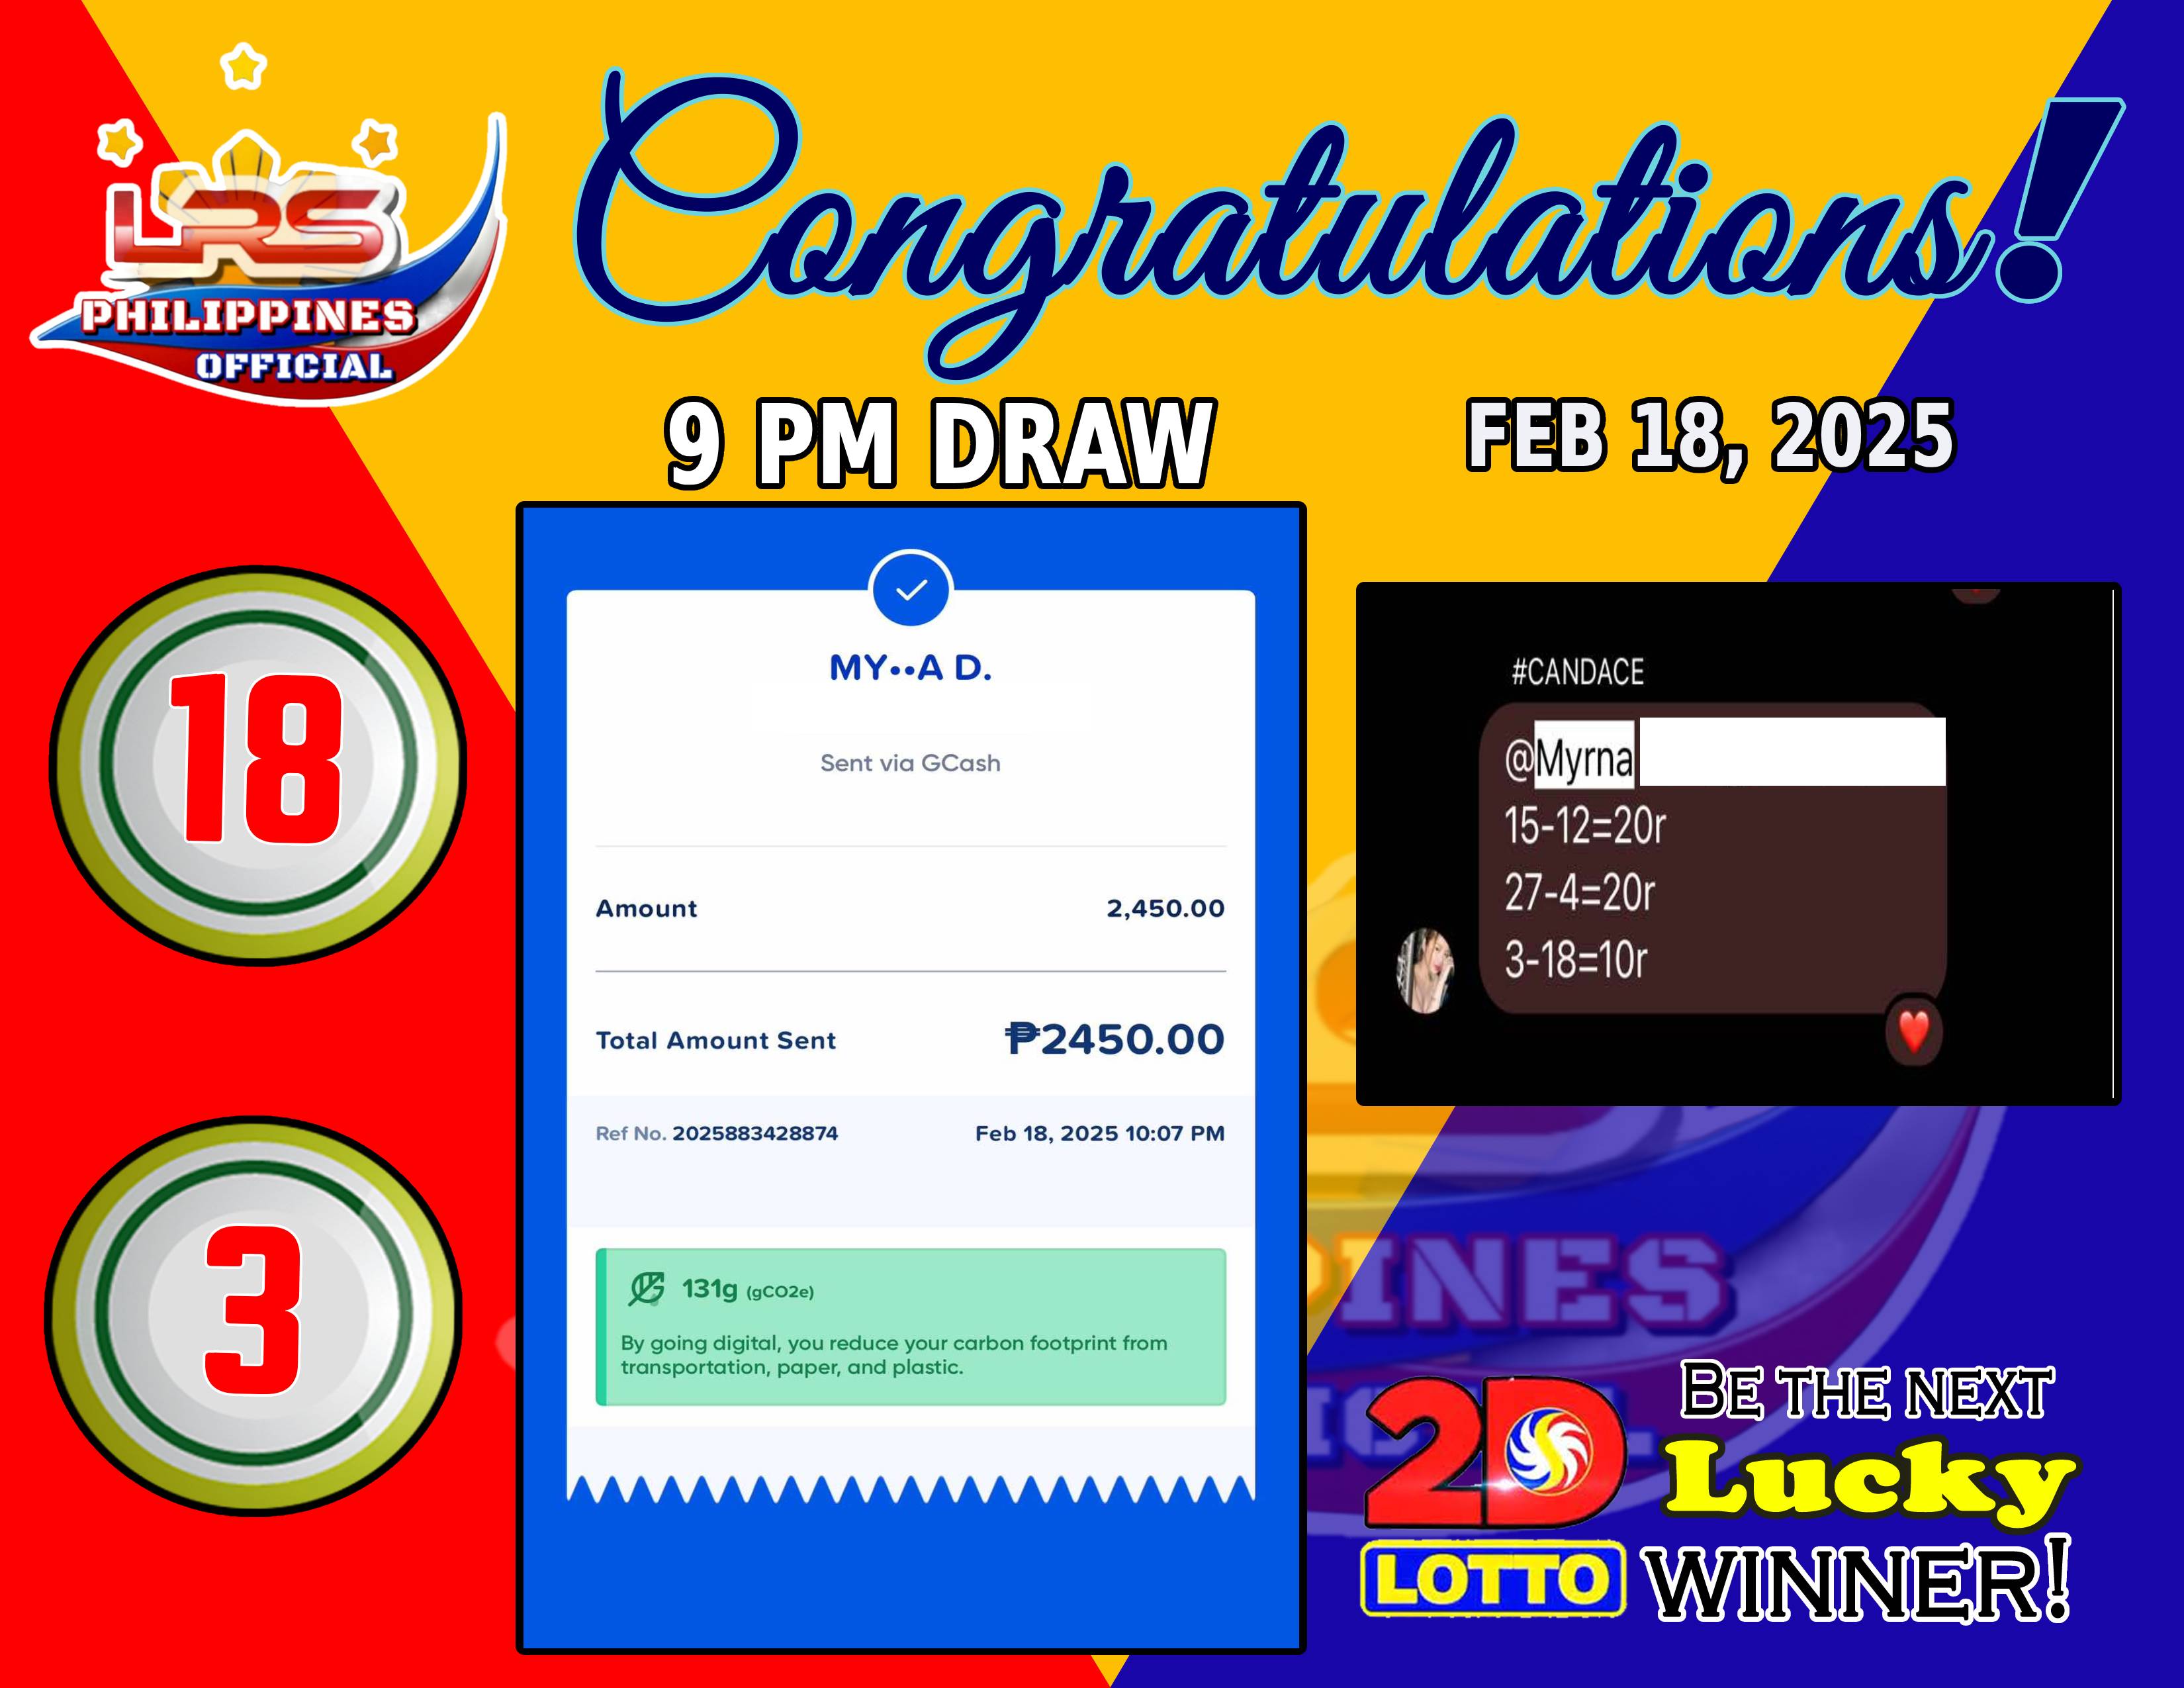 LRS
PHILIPPINES
OFFICIAL
Congratulations!
9 PM DRAW
FEB 18, 2025
18
3
MY••A D.
Sent via GCash
Amount 2,450.00
Total Amount Sent ₱2450.00
Ref No. 2025883428874 Feb 18, 2025 10:07 PM
131g (gCO2e)
By going digital, you reduce your carbon footprint from
transportation, paper, and plastic.
#CANDACE
@Myrna
15-12=20r
27-4=20r
3-18=10r
PINES
2D
LOTTO
BE THE NEXT
Lucky
WINNER!